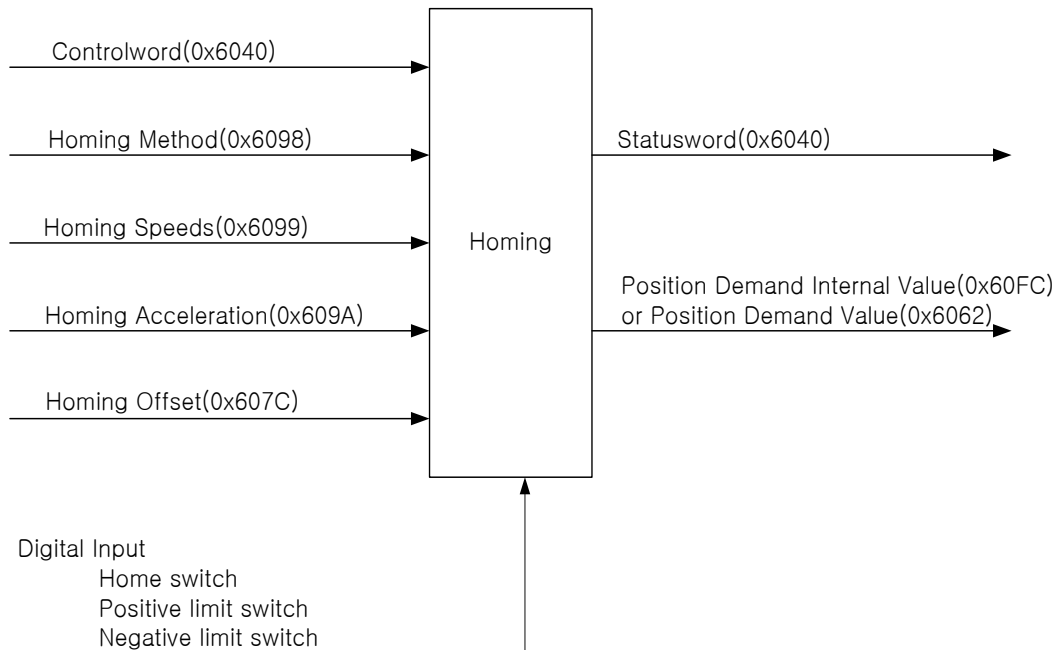 Controlword(0x6040)
Homing Method(0x6098)
Homing Speeds(0x6099)
Homing Acceleration(0x609A)
Homing Offset(0x607C)
Homing
Statusword(0x6040)
Position Demand Internal Value(0x60FC)
or Position Demand Value(0x6062)
Digital Input
Home switch
Positive limit switch
Negative limit switch